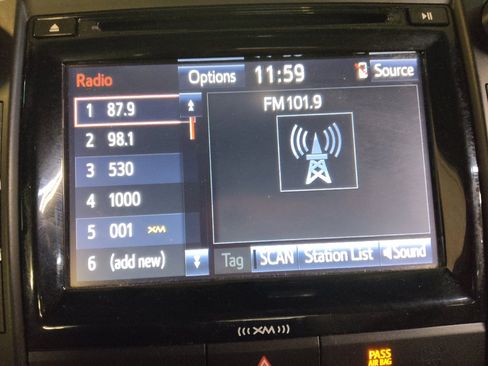 Radio Options 11:59 Source
FM 101.9
1 87.9
2 98.1
3 530
4 1000
5 001 XM
6 (add new)
Tag SCAN Station List Sound
(((XM)))
PASS
AIR BAG